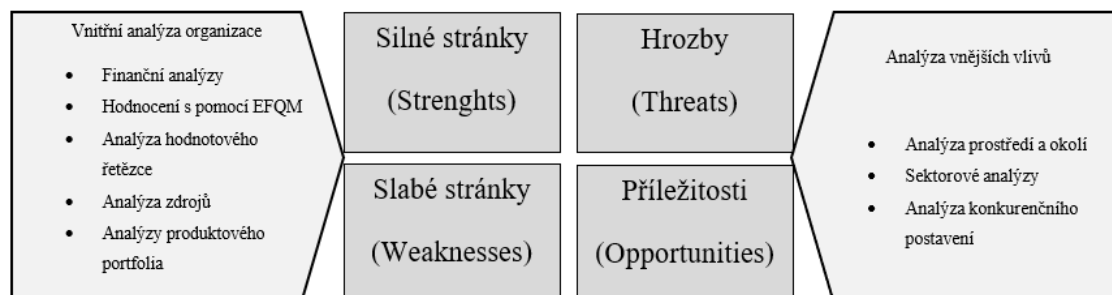 Vnitřní analýza organizace
• Finanční analýzy
• Hodnocení s pomocí EFQM
• Analýza hodnotového
řetězce
• Analýza zdrojů
• Analýzy produktového
portfolia
Silné stránky
(Strenghts)
Slabé stránky
(Weaknesses)
Hrozby
(Threats)
Příležitosti
(Opportunities)
Analýza vnějších vlivů
• Analýza prostředí a okolí
• Sektorové analýzy
• Analýza konkurenčního
postavení